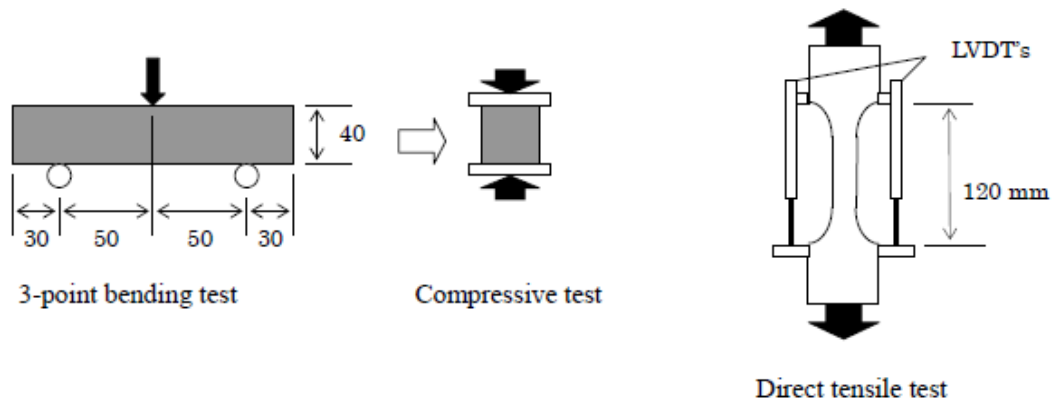 LVDT's
40
120 mm
30 50 50 30
3-point bending test
Compressive test
Direct tensile test